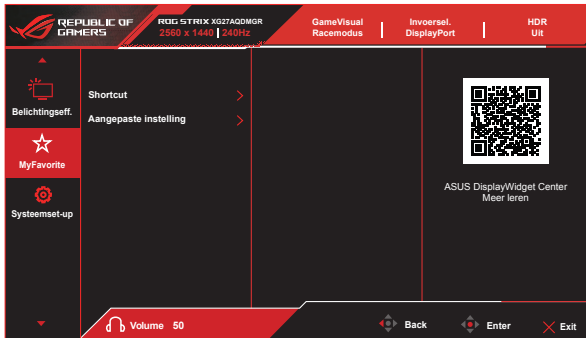 REPUBLIC OF
GAMERS
ROG STRIX XG27AQDMGR
2560 x 1440 240Hz
GameVisual
Racemodus
Invoersel.
DisplayPort
HDR
Uit
Belichtingseff.
MyFavorite
Systeemset-up
Shortcut
Aangepaste instelling
ASUS DisplayWidget Center
Meer leren
Volume 50
Back
Enter
Exit